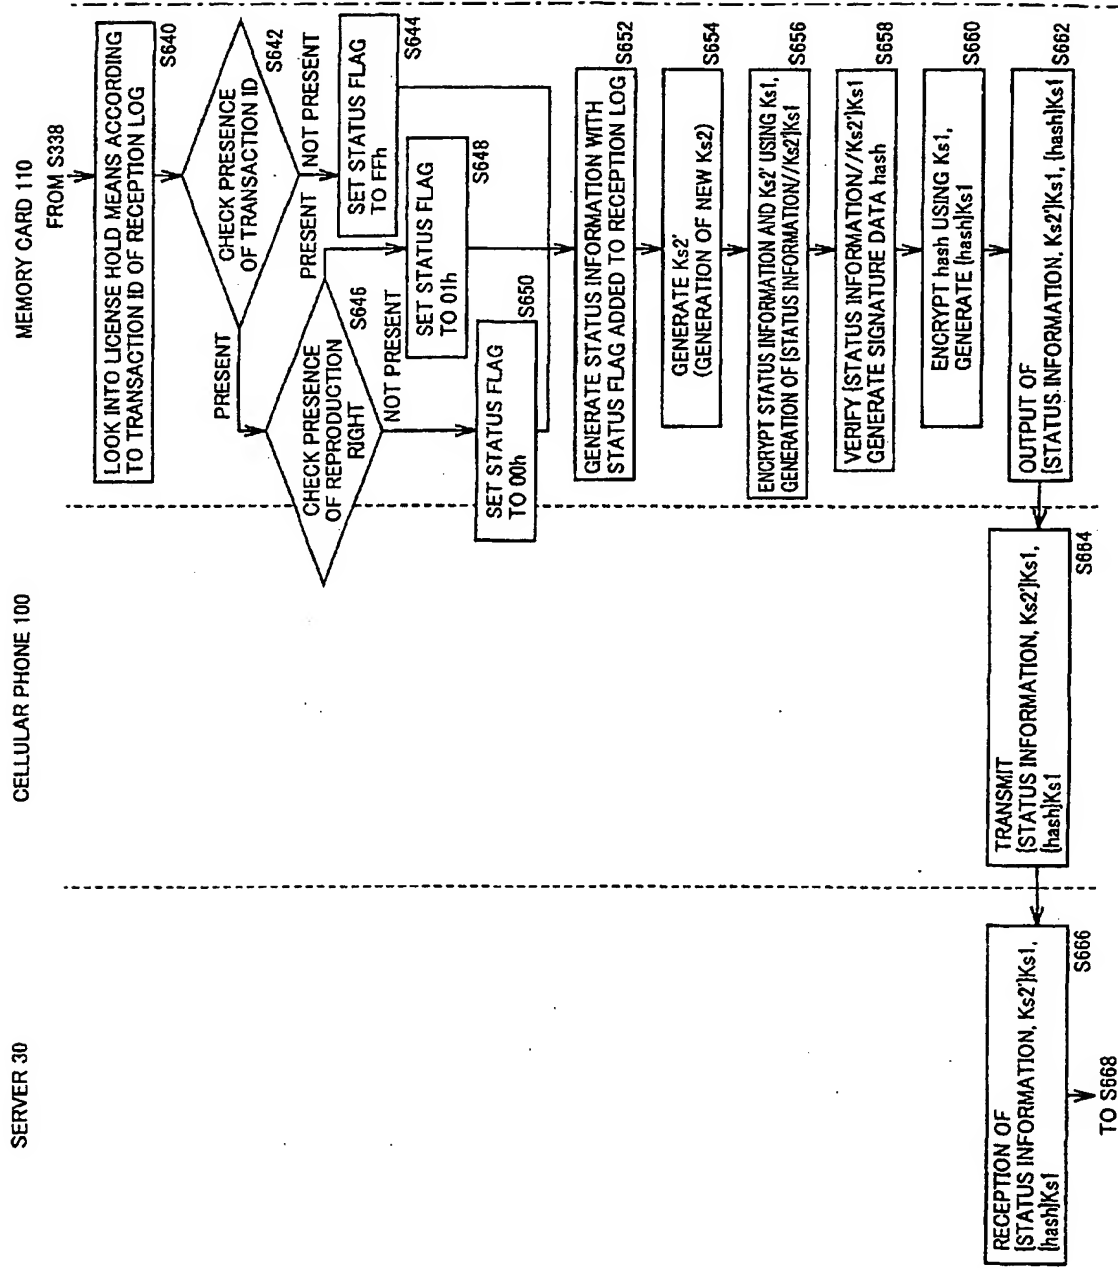 SERVER 30
CELLULAR PHONE 100
MEMORY CARD 110
FROM S338
LOOK INTO LICENSE HOLD MEANS ACCORDING
TO TRANSACTION ID OF RECEPTION LOG
S640
CHECK PRESENCE
OF TRANSACTION ID
S642
PRESENT
NOT PRESENT
SET STATUS FLAG
TO FFh
S644
CHECK PRESENCE
OF REPRODUCTION
RIGHT
S646
PRESENT
NOT PRESENT
SET STATUS FLAG
TO 01h
S648
SET STATUS FLAG
TO 00h
S650
GENERATE STATUS INFORMATION WITH
STATUS FLAG ADDED TO RECEPTION LOG
S652
GENERATE Ks2'
(GENERATION OF NEW Ks2)
S654
ENCRYPT STATUS INFORMATION AND Ks2' USING Ks1,
GENERATION OF {STATUS INFORMATION//Ks2'}Ks1
S656
VERIFY {STATUS INFORMATION//Ks2'}Ks1
GENERATE SIGNATURE DATA hash
S658
ENCRYPT hash USING Ks1,
GENERATE {hash}Ks1
S660
OUTPUT OF
{STATUS INFORMATION, Ks2'}Ks1, {hash}Ks1
S662
TRANSMIT
{STATUS INFORMATION, Ks2'}Ks1,
{hash}Ks1
S664
RECEPTION OF
{STATUS INFORMATION, Ks2'}Ks1,
{hash}Ks1
S666
TO S668